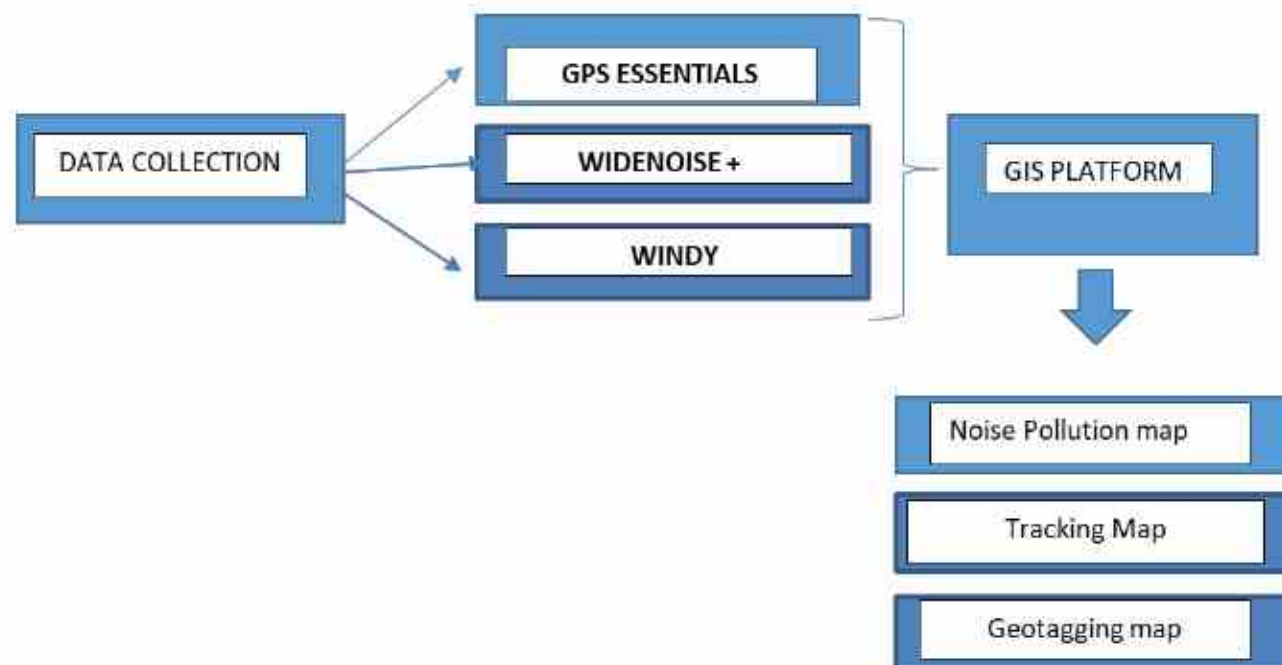 DATA COLLECTION
GPS ESSENTIALS
WIDENOISE +
WINDY
GIS PLATFORM
Noise Pollution map
Tracking Map
Geotagging map